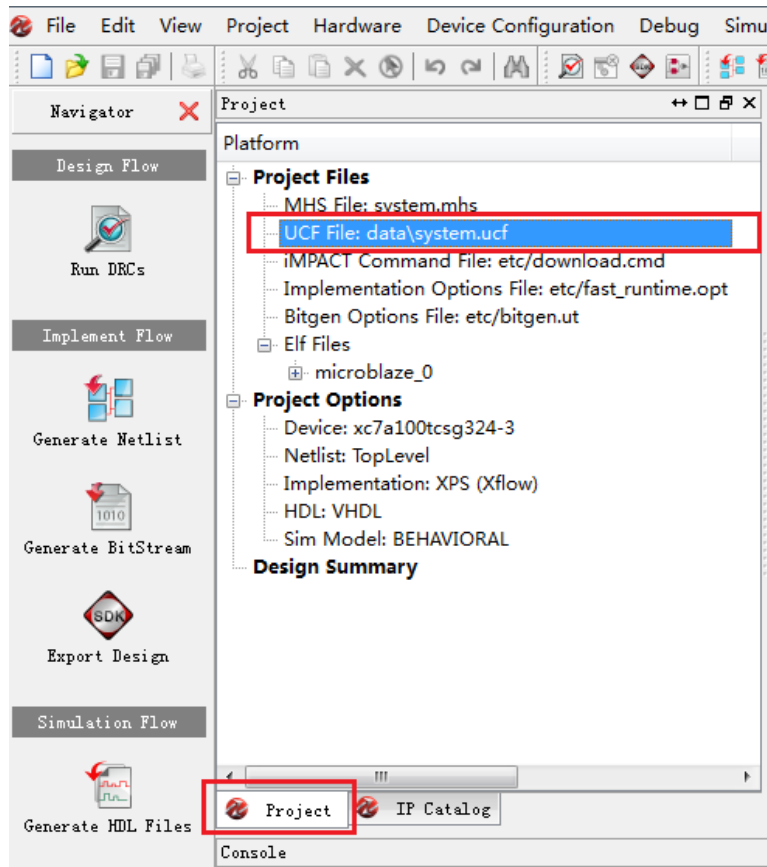 File Edit View Project Hardware Device Configuration Debug Simu
Navigator
Project
Platform
Design Flow
Run DRCs
Implement Flow
Generate Netlist
1010
Generate BitStream
SDK
Export Design
Simulation Flow
Generate HDL Files
Project Files
MHS File: system.mhs
UCF File: data\system.ucf
iMPACT Command File: etc/download.cmd
Implementation Options File: etc/fast_runtime.opt
Bitgen Options File: etc/bitgen.ut
Elf Files
microblaze_0
Project Options
Device: xc7a100tcsg324-3
Netlist: TopLevel
Implementation: XPS (Xflow)
HDL: VHDL
Sim Model: BEHAVIORAL
Design Summary
Project IP Catalog
Console